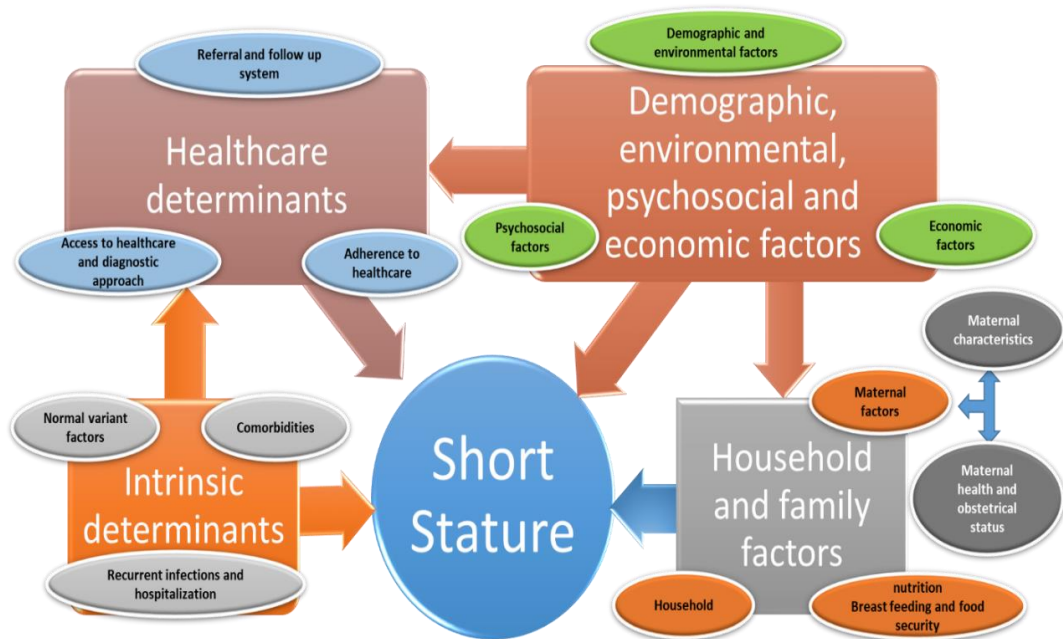 Referral and follow up
system
Healthcare
determinants
Access to healthcare
and diagnostic
approach
Adherence to
healthcare
Demographic and
environmental factors
Demographic,
environmental,
psychosocial and
economic factors
Psychosocial
factors
Economic
factors
Normal variant
factors
Comorbidities
Intrinsic
determinants
Recurrent infections and
hospitalization
Short
Stature
Maternal
characteristics
Maternal
factors
Maternal
health and
obstetrical
status
Household
and family
factors
Household
nutrition
Breast feeding and food
security